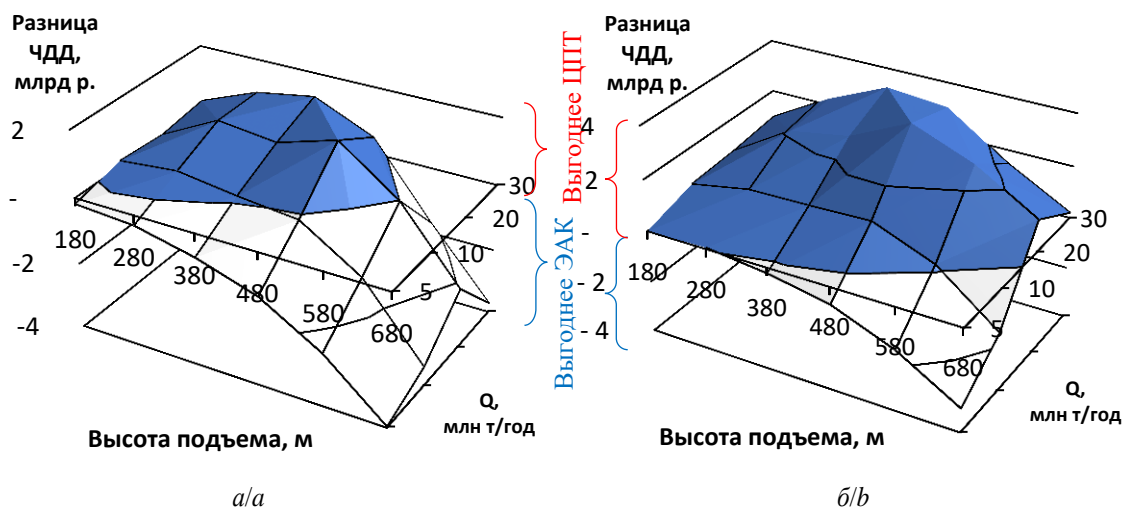 Разница
ЧДД,
млрд р.
2
-
-2
-4
180
280
380
480
580
680
5
10
20
30
Q,
млн т/год
Высота подъема, м
а/a
Выгоднее ЦПТ
Выгоднее ЭАК
Разница
ЧДД,
млрд р.
4
2
-
- 2
- 4
180
280
380
480
580
680
5
10
20
30
Q,
млн т/год
Высота подъема, м
б/b